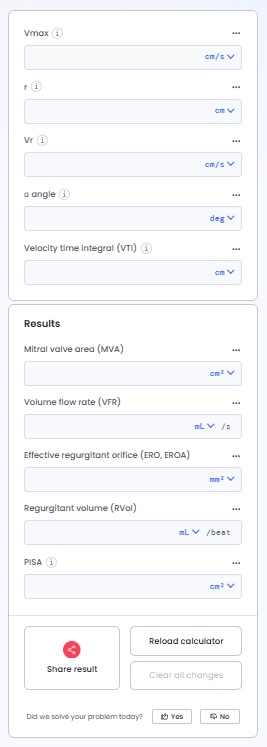 Vmax i ...
cm/s
r i ...
cm
Vr i ...
cm/s
α angle i ...
deg
Velocity time integral (VTI) i ...
cm
Results
Mitral valve area (MVA) ...
cm²
Volume flow rate (VFR) ...
mL /s
Effective regurgitant orifice (ERO, EROA) ...
mm²
Regurgitant volume (RVol) ...
mL /beat
PISA i ...
cm²
Share result
Reload calculator
Clear all changes
Did we solve your problem today? Yes No